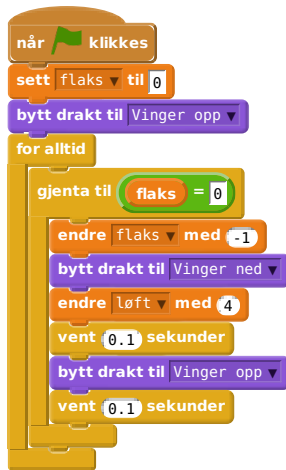 når klikkes
sett flaks ▾ til 0
bytt drakt til Vinger opp ▾
for alltid
gjenta til flaks = 0
endre flaks ▾ med -1
bytt drakt til Vinger ned ▾
endre løft ▾ med 4
vent 0.1 sekunder
bytt drakt til Vinger opp ▾
vent 0.1 sekunder